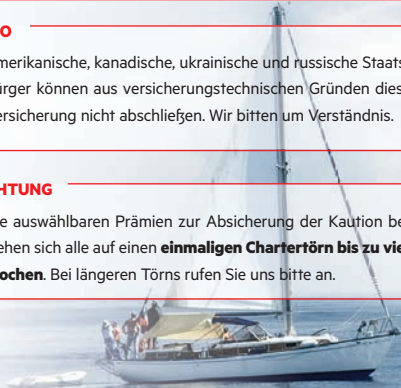 O
merikanische, kanadische, ukrainische und russische Staats
ürger können aus versicherungstechnischen Gründen dies
ersicherung nicht abschließen. Wir bitten um Verständnis.
HTUNG
e auswählbaren Prämien zur Absicherung der Kaution be
ehen sich alle auf einen einmaligen Chartertörn bis zu vie
ochen. Bei längeren Törns rufen Sie uns bitte an.